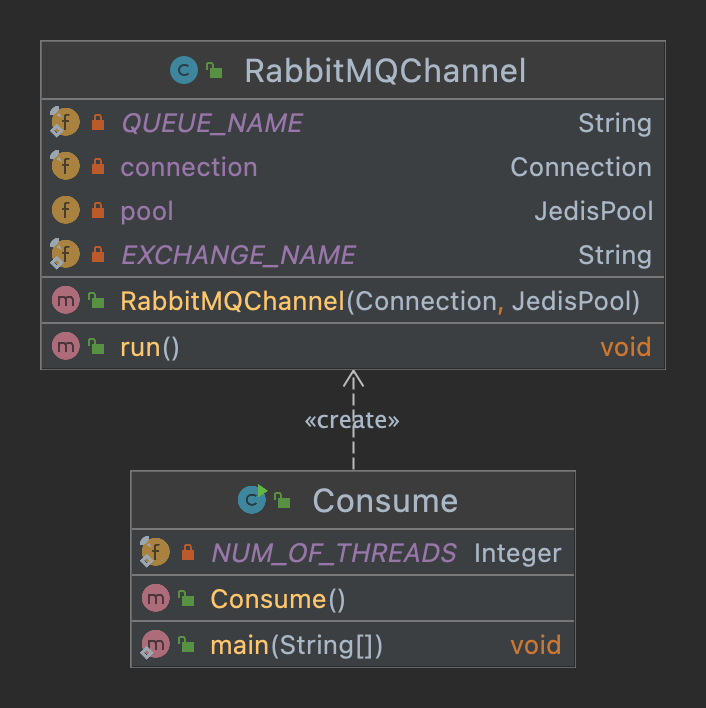 RabbitMQChannel
QUEUE_NAME String
connection Connection
pool JedisPool
EXCHANGE_NAME String
RabbitMQChannel(Connection, JedisPool)
run() void
«create»
Consume
NUM_OF_THREADS Integer
Consume()
main(String[]) void